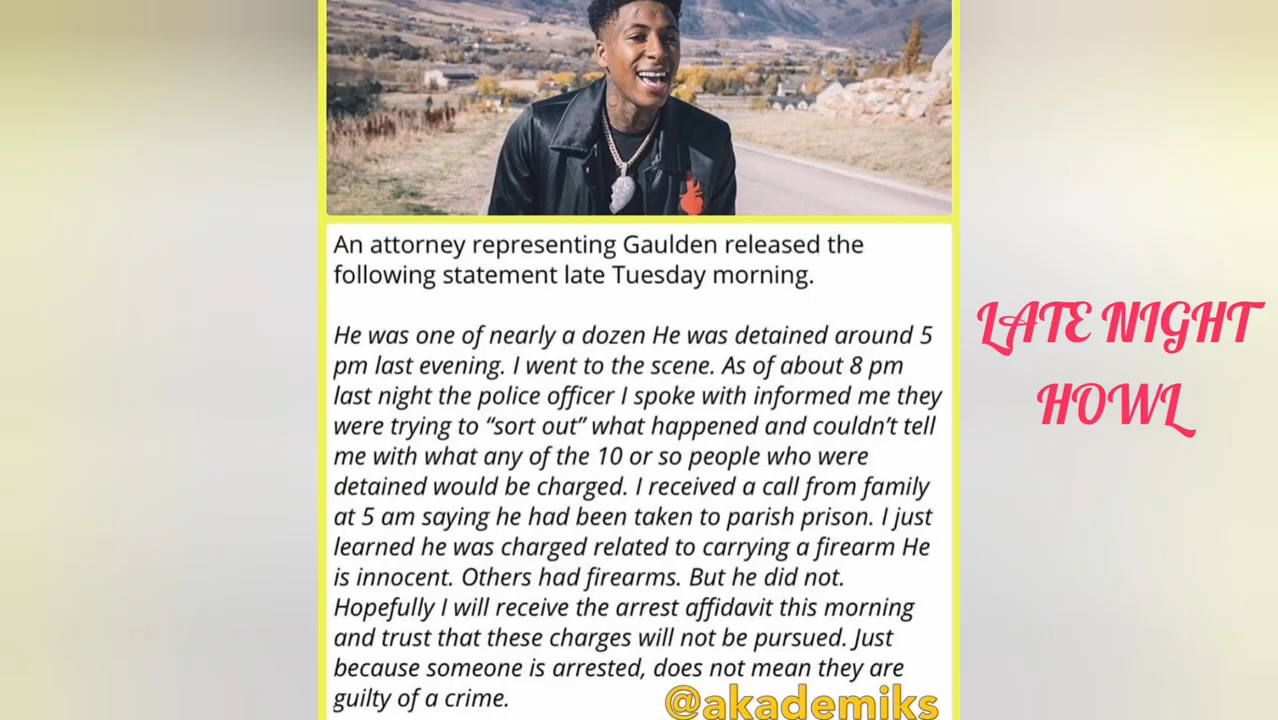 An attorney representing Gaulden released the
following statement late Tuesday morning.
He was one of nearly a dozen He was detained around 5
pm last evening. I went to the scene. As of about 8 pm
last night the police officer I spoke with informed me they
were trying to “sort out” what happened and couldn’t tell
me with what any of the 10 or so people who were
detained would be charged. I received a call from family
at 5 am saying he had been taken to parish prison. I just
learned he was charged related to carrying a firearm He
is innocent. Others had firearms. But he did not.
Hopefully I will receive the arrest affidavit this morning
and trust that these charges will not be pursued. Just
because someone is arrested, does not mean they are
guilty of a crime.
@akademiks
LATE NIGHT
HOWL